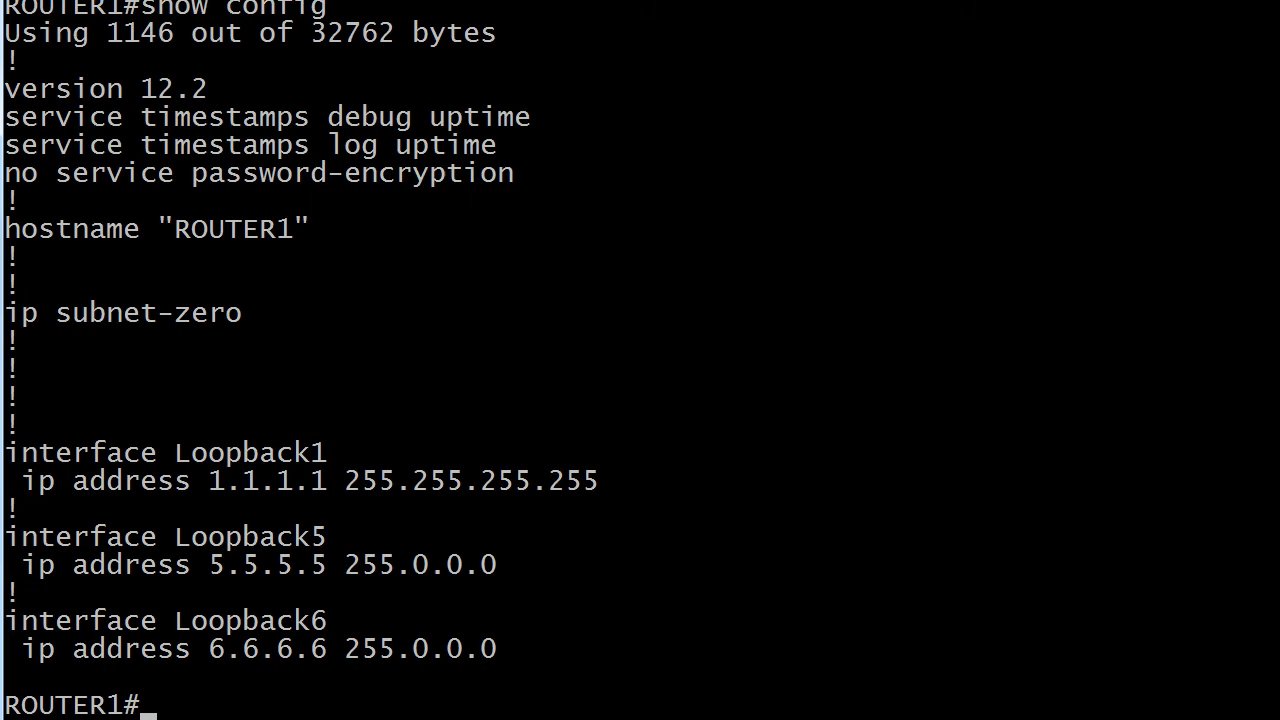 ROUTER1#show config
Using 1146 out of 32762 bytes
!
version 12.2
service timestamps debug uptime
service timestamps log uptime
no service password-encryption
!
hostname "ROUTER1"
!
!
ip subnet-zero
!
!
!
!
interface Loopback1
 ip address 1.1.1.1 255.255.255.255
!
interface Loopback5
 ip address 5.5.5.5 255.0.0.0
!
interface Loopback6
 ip address 6.6.6.6 255.0.0.0

ROUTER1#